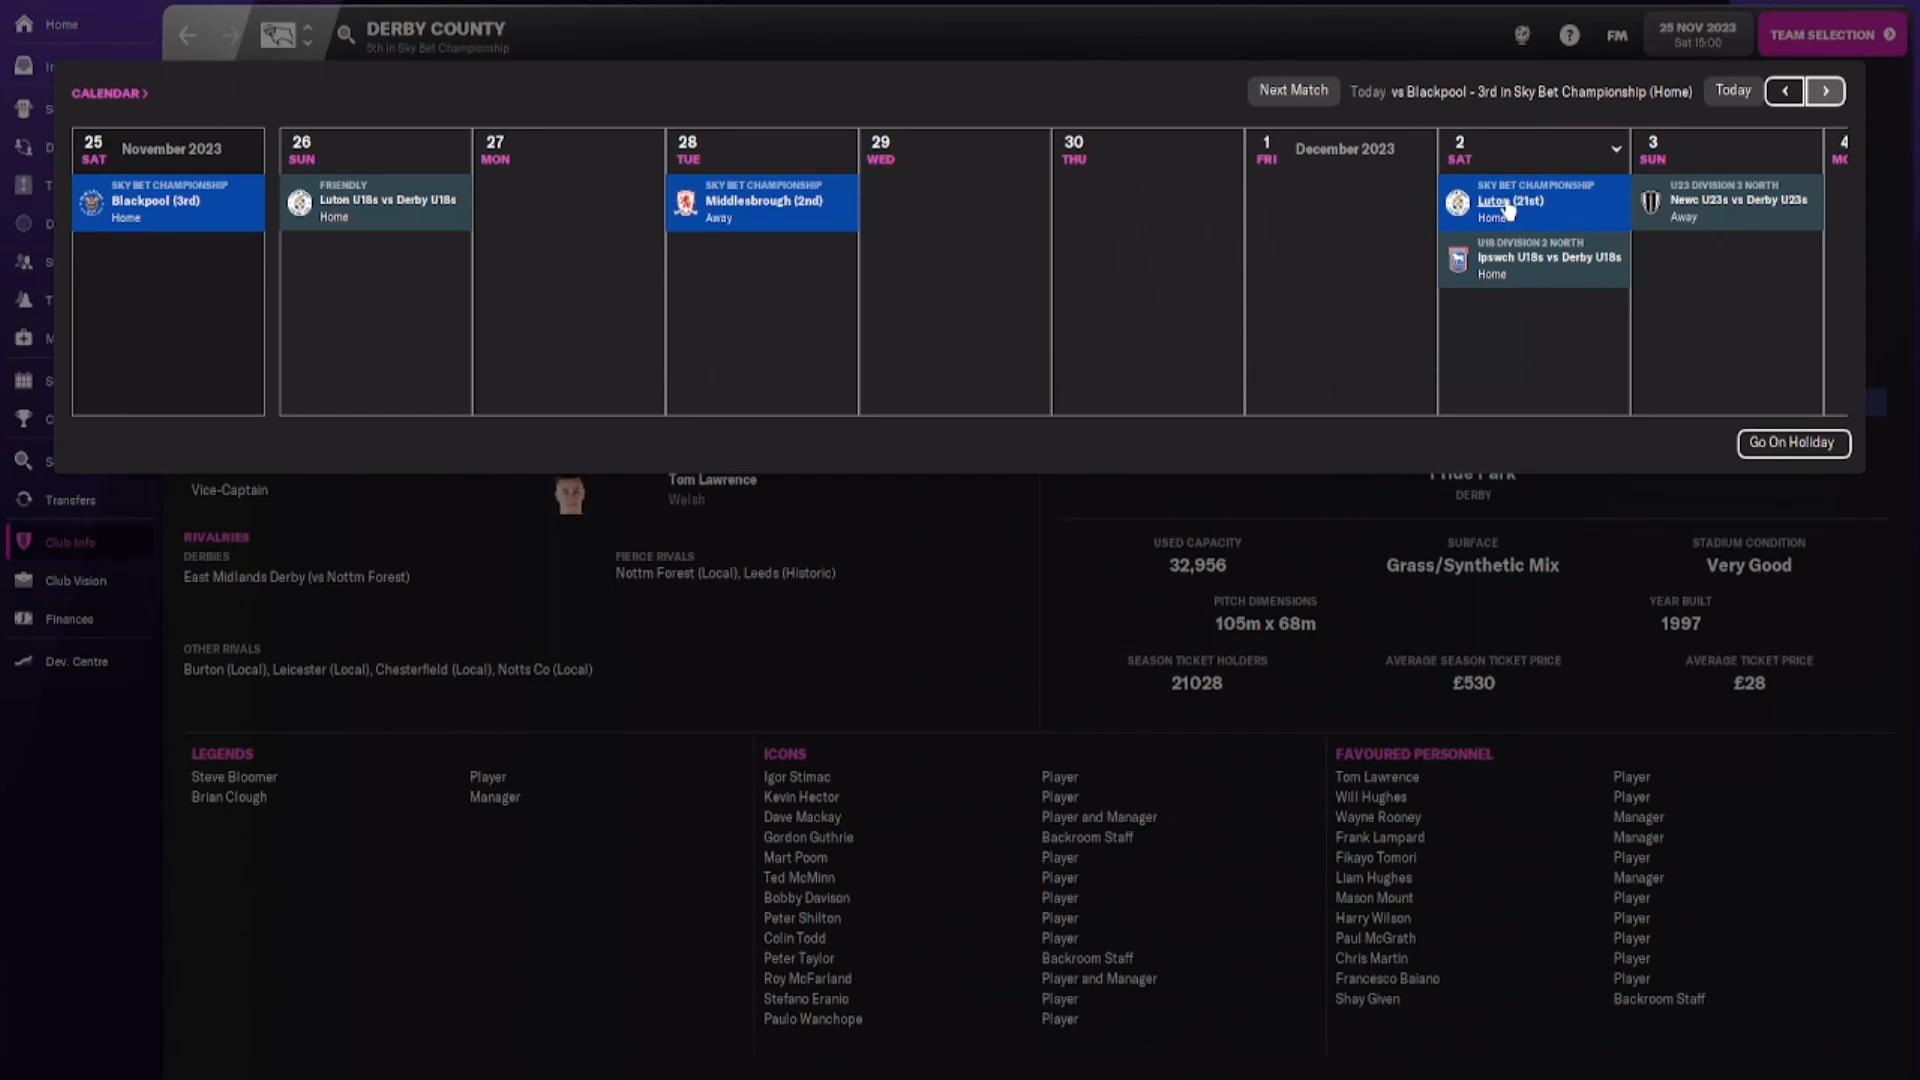 Home
DERBY COUNTY
5th in Sky Bet Championship
FM
25 NOV 2023
Sat 15:00
TEAM SELECTION
CALENDAR >
Next Match
Today vs Blackpool - 3rd in Sky Bet Championship (Home)
Today
25 SAT November 2023
26 SUN
27 MON
28 TUE
29 WED
30 THU
1 FRI December 2023
2 SAT
3 SUN
4
SKY BET CHAMPIONSHIP
Blackpool (3rd)
Home
FRIENDLY
Luton U18s vs Derby U18s
Home
SKY BET CHAMPIONSHIP
Middlesbrough (2nd)
Away
SKY BET CHAMPIONSHIP
Luton (21st)
Home
U18 DIVISION 2 NORTH
Ipswch U18s vs Derby U18s
Home
U23 DIVISION 3 NORTH
Newc U23s vs Derby U23s
Away
Go On Holiday
Transfers
Club Info
Club Vision
Finances
Dev. Centre
Vice-Captain
Tom Lawrence
Welsh
RIVALRIES
DERBIES
East Midlands Derby (vs Nottm Forest)
FIERCE RIVALS
Nottm Forest (Local), Leeds (Historic)
OTHER RIVALS
Burton (Local), Leicester (Local), Chesterfield (Local), Notts Co (Local)
Pride Park
DERBY
USED CAPACITY
32,956
SURFACE
Grass/Synthetic Mix
STADIUM CONDITION
Very Good
PITCH DIMENSIONS
105m x 68m
YEAR BUILT
1997
SEASON TICKET HOLDERS
21028
AVERAGE SEASON TICKET PRICE
£530
AVERAGE TICKET PRICE
£28
LEGENDS
Steve Bloomer Player
Brian Clough Manager
ICONS
Igor Stimac Player
Kevin Hector Player
Dave Mackay Player and Manager
Gordon Guthrie Backroom Staff
Mart Poom Player
Ted McMinn Player
Bobby Davison Player
Peter Shilton Player
Colin Todd Player
Peter Taylor Backroom Staff
Roy McFarland Player and Manager
Stefano Eranio Player
Paulo Wanchope Player
FAVOURED PERSONNEL
Tom Lawrence Player
Will Hughes Player
Wayne Rooney Manager
Frank Lampard Manager
Fikayo Tomori Player
Liam Hughes Manager
Mason Mount Player
Harry Wilson Player
Paul McGrath Player
Chris Martin Player
Francesco Baiano Player
Shay Given Backroom Staff